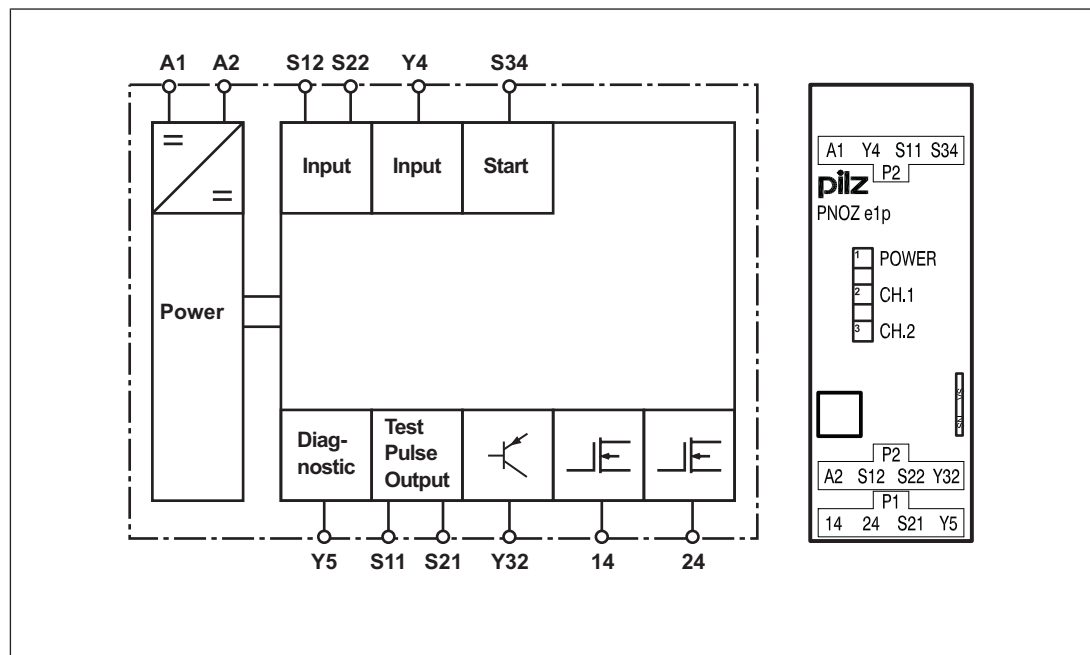 A1 A2 S12 S22 Y4 S34
Input Input Start
Power
Diag-
nostic
Test
Pulse
Output
Y5 S11 S21 Y32 14 24
A1 Y4 S11 S34
P2
pilz
PNOZ e1p
1 POWER
2 CH.1
3 CH.2
P2
A2 S12 S22 Y32
P1
14 24 S21 Y5